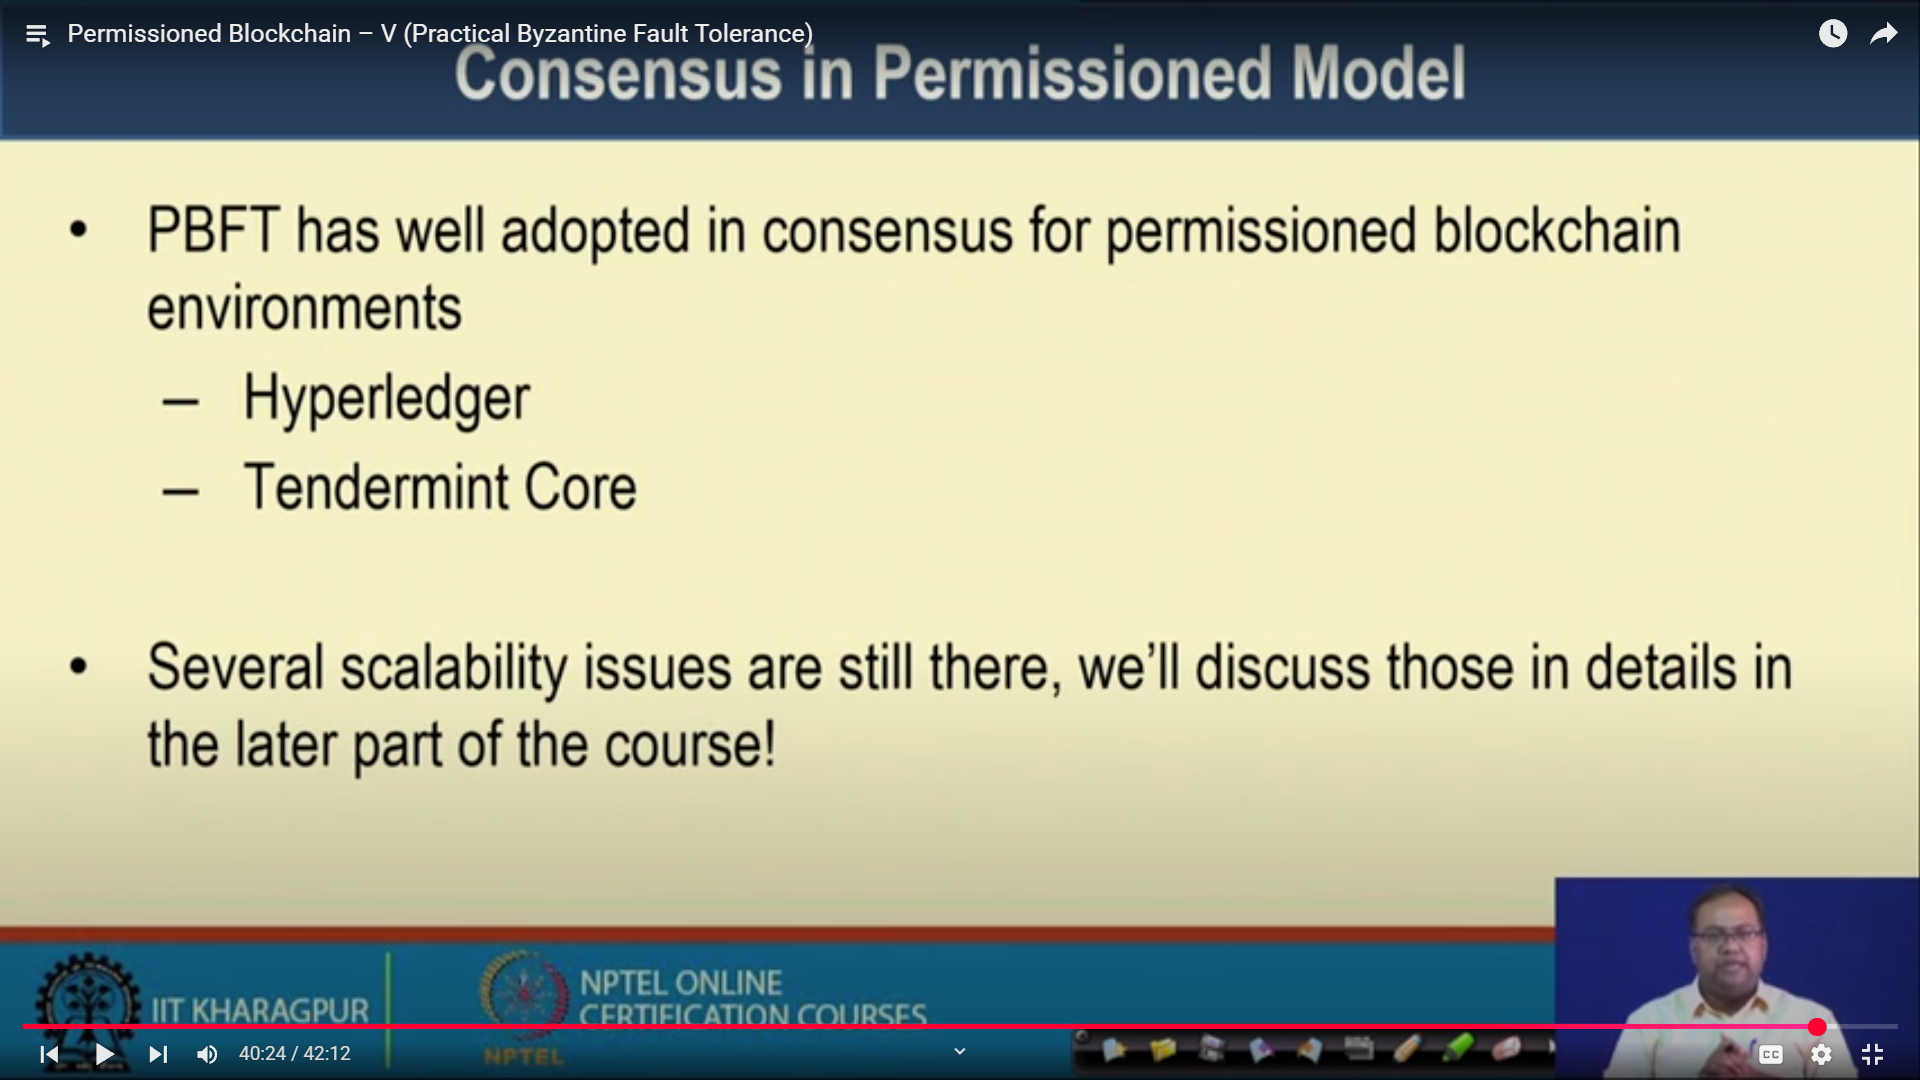 Permissioned Blockchain – V (Practical Byzantine Fault Tolerance)
Consensus in Permissioned Model
• PBFT has well adopted in consensus for permissioned blockchain
environments
– Hyperledger
– Tendermint Core
• Several scalability issues are still there, we’ll discuss those in details in
the later part of the course!
IIT KHARAGPUR
NPTEL
NPTEL ONLINE
CERTIFICATION COURSES
40:24 / 42:12
CC